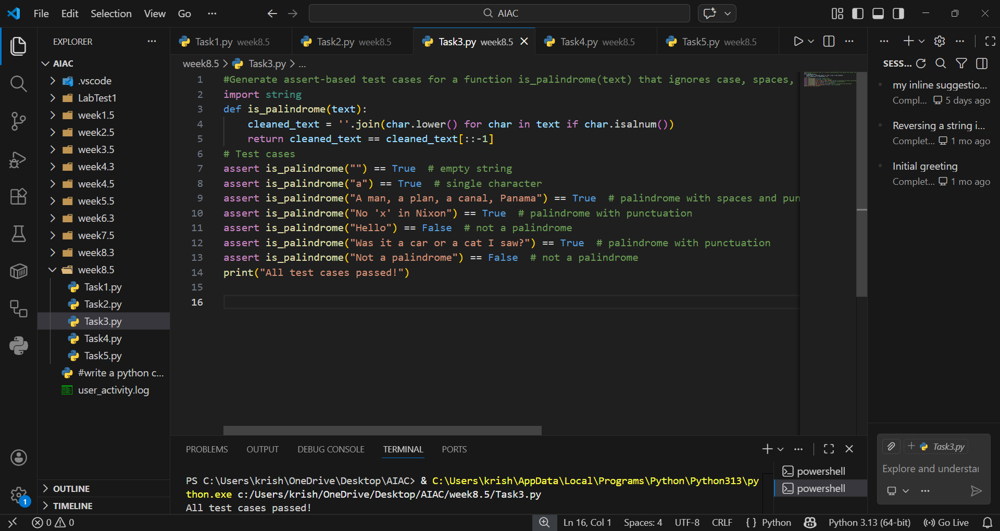 File Edit Selection View Go ··· AIAC
EXPLORER ···
AIAC
.vscode
LabTest1
week1.5
week2.5
week3.5
week4.3
week4.5
week5.5
week6.3
week7.5
week8.3
week8.5
Task1.py
Task2.py
Task3.py
Task4.py
Task5.py
#write a python c...
user_activity.log
OUTLINE
TIMELINE
Task1.py week8.5 Task2.py week8.5 Task3.py week8.5 Task4.py week8.5 Task5.py week8.5
week8.5 > Task3.py > ...
1 #Generate assert-based test cases for a function is_palindrome(text) that ignores case, spaces,
2 import string
3 def is_palindrome(text):
4     cleaned_text = ''.join(char.lower() for char in text if char.isalnum())
5     return cleaned_text == cleaned_text[::-1]
6 # Test cases
7 assert is_palindrome("") == True  # empty string
8 assert is_palindrome("a") == True  # single character
9 assert is_palindrome("A man, a plan, a canal, Panama") == True  # palindrome with spaces and pun
10 assert is_palindrome("No 'x' in Nixon") == True  # palindrome with punctuation
11 assert is_palindrome("Hello") == False  # not a palindrome
12 assert is_palindrome("Was it a car or a cat I saw?") == True  # palindrome with punctuation
13 assert is_palindrome("Not a palindrome") == False  # not a palindrome
14 print("All test cases passed!")
15
16
PROBLEMS OUTPUT DEBUG CONSOLE TERMINAL PORTS
PS C:\Users\krish\OneDrive\Desktop\AIAC> & C:\Users\krish\AppData\Local\Programs\Python\Python313\py
thon.exe c:/Users/krish/OneDrive/Desktop/AIAC/week8.5/Task3.py
All test cases passed!
powershell
powershell
SESS...
my inline suggestio...
Compl... 5 days ago
Reversing a string i...
Complet... 1 mo ago
Initial greeting
Complet... 1 mo ago
Task3.py
Explore and understa
1
0 0 Ln 16, Col 1 Spaces: 4 UTF-8 CRLF { } Python Python 3.13 (64-bit) Go Live